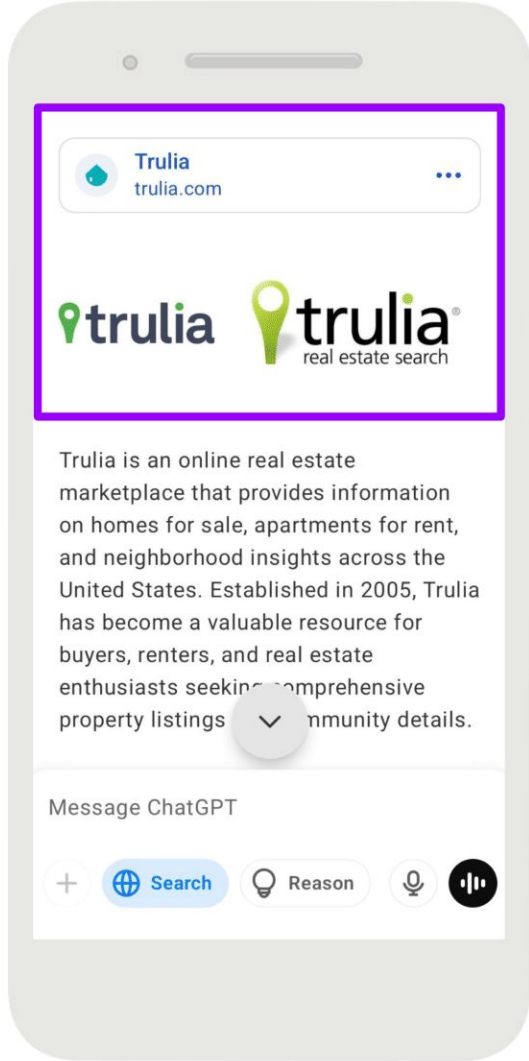 Trulia
trulia.com
trulia
trulia®
real estate search
Trulia is an online real estate
marketplace that provides information
on homes for sale, apartments for rent,
and neighborhood insights across the
United States. Established in 2005, Trulia
has become a valuable resource for
buyers, renters, and real estate
enthusiasts seeking
property listings details.
Message ChatGPT
Search
Reason